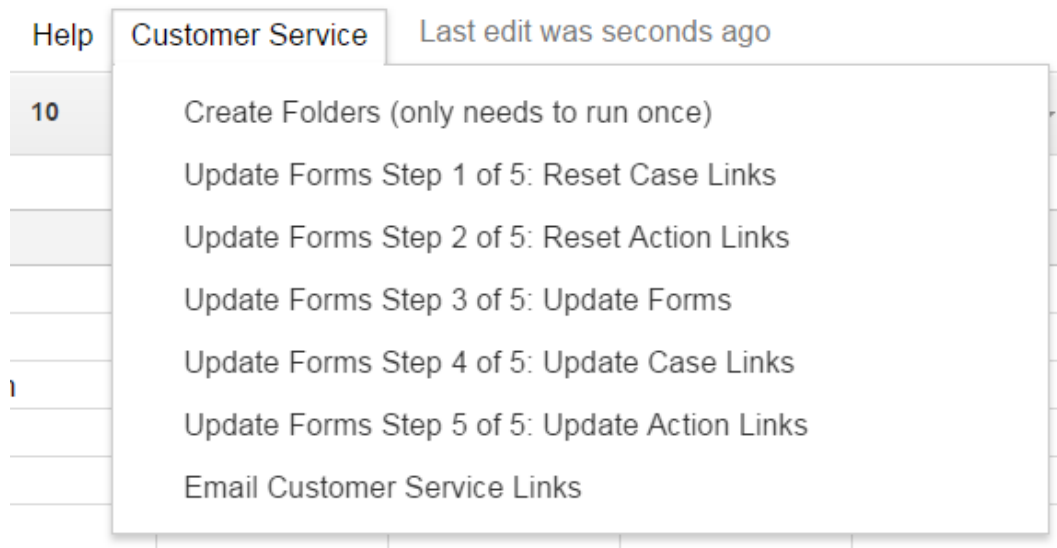 Help Customer Service Last edit was seconds ago
10
Create Folders (only needs to run once)
Update Forms Step 1 of 5: Reset Case Links
Update Forms Step 2 of 5: Reset Action Links
Update Forms Step 3 of 5: Update Forms
Update Forms Step 4 of 5: Update Case Links
Update Forms Step 5 of 5: Update Action Links
Email Customer Service Links